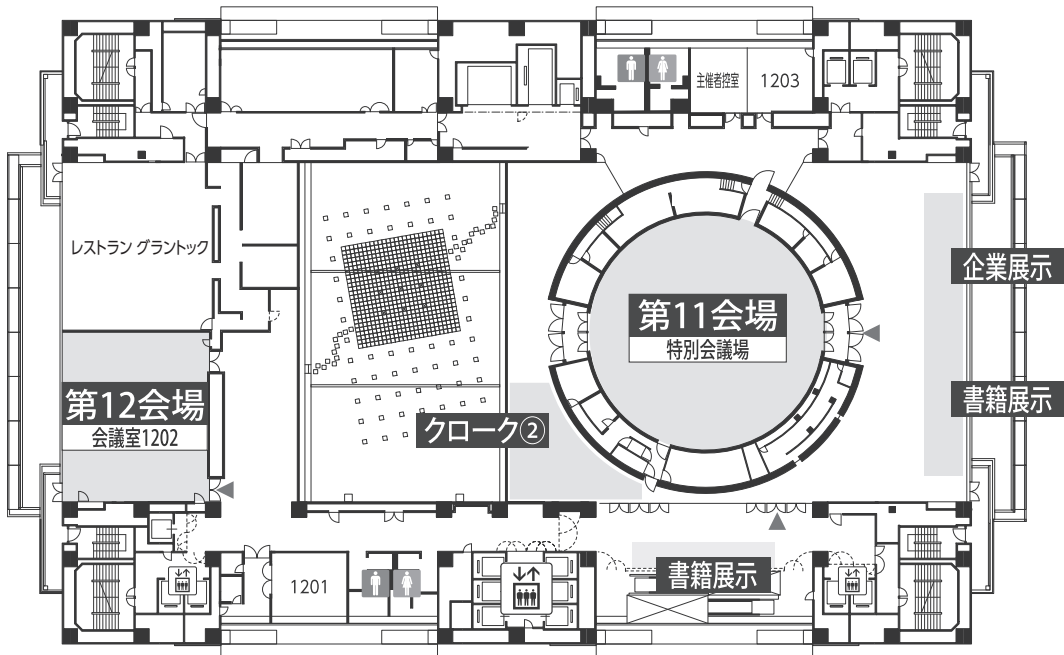 主催者控室
1203
レストラン グラントック
企業展示
第11会場
特別会議場
第12会場
会議室1202
書籍展示
クローク②
書籍展示
1201